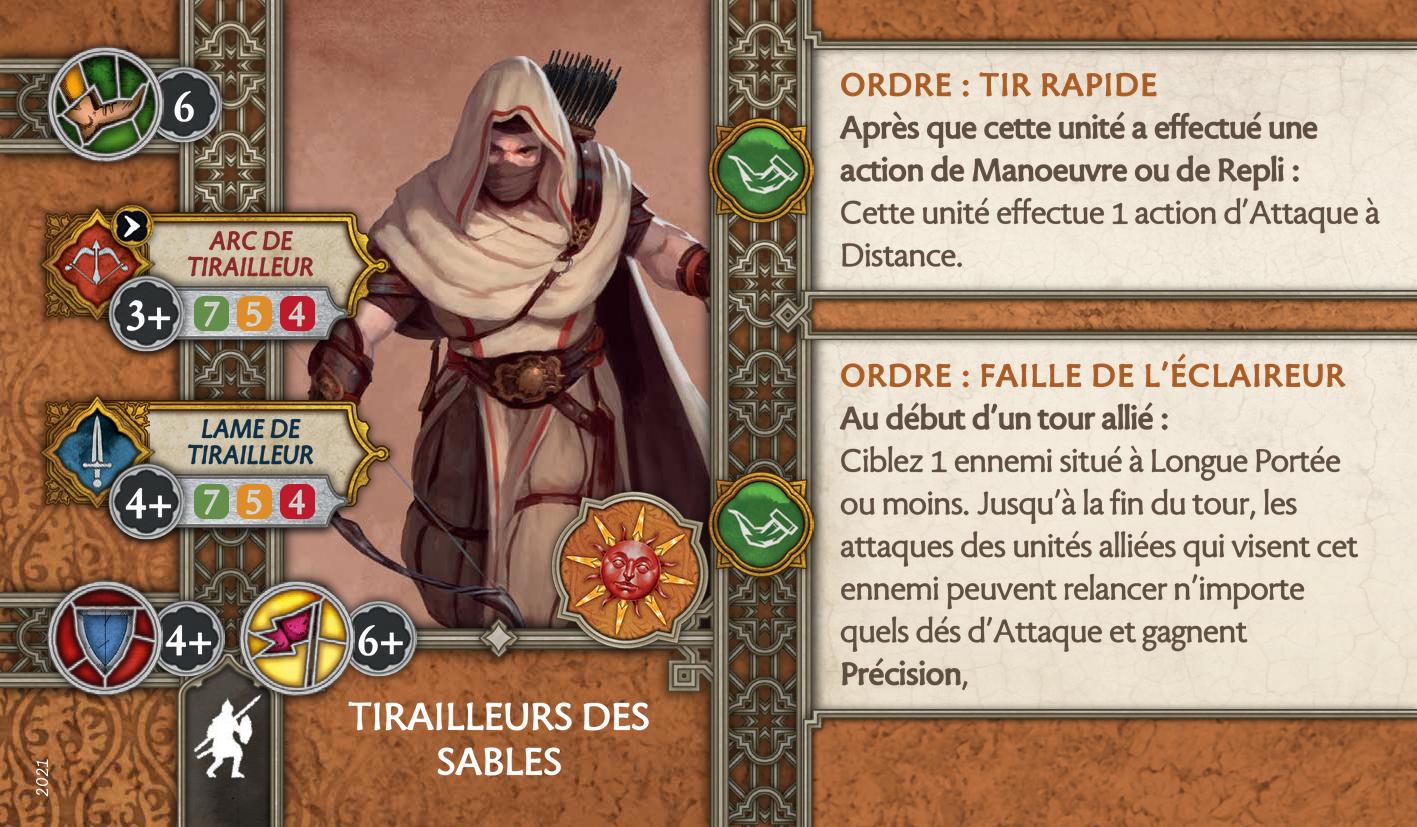 6
ARC DE
TIRAILLEUR
3+
7 5 4
LAME DE
TIRAILLEUR
4+
7 5 4
4+
6+
TIRAILLEURS DES
SABLES
2021
ORDRE : TIR RAPIDE
Après que cette unité a effectué une
action de Manoeuvre ou de Repli :
Cette unité effectue 1 action d'Attaque à
Distance.
ORDRE : FAILLE DE L'ÉCLAIREUR
Au début d'un tour allié :
Ciblez 1 ennemi situé à Longue Portée
ou moins. Jusqu'à la fin du tour, les
attaques des unités alliées qui visent cet
ennemi peuvent relancer n'importe
quels dés d'Attaque et gagnent
Précision,